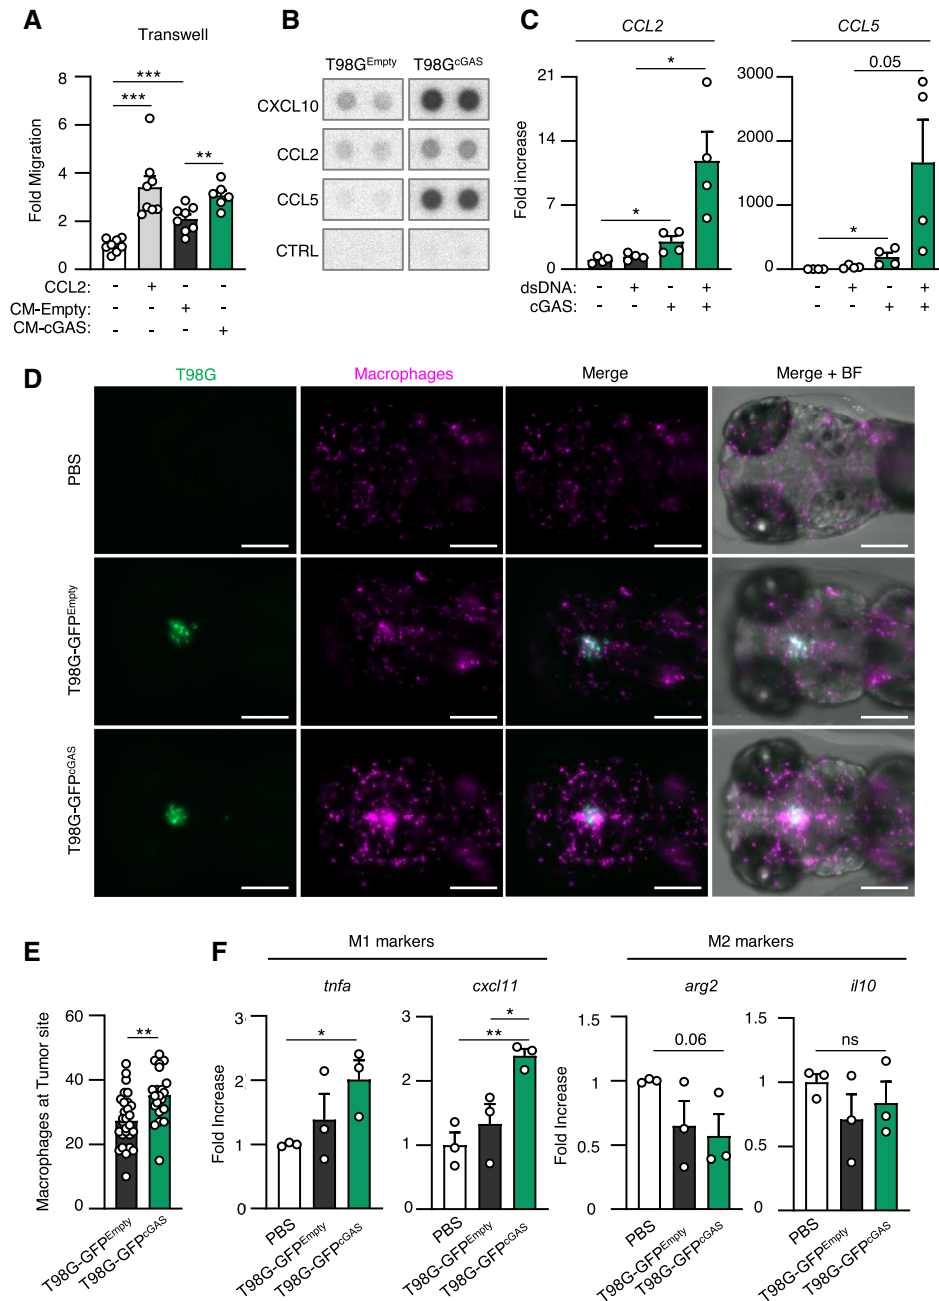 A
Transwell
Fold Migration
8
6
4
2
0
***
***
**
CCL2: - + - -
CM-Empty: - - + -
CM-cGAS: - - - +
B
T98GEmpty T98GcGAS
CXCL10
CCL2
CCL5
CTRL
C
CCL2
Fold increase
21
14
7
0
*
*
CCL5
3000
2000
1000
0
0.05
*
dsDNA: - + - + - + - +
cGAS: - - + + - - + +
D
T98G Macrophages Merge Merge + BF
PBS
T98G-GFPEmpty
T98G-GFPcGAS
E
Macrophages at Tumor site
60
40
20
0
**
T98G-GFPEmpty
T98G-GFPcGAS
F
M1 markers
tnfa
Fold Increase
3
2
1
0
*
PBS
T98G-GFPEmpty
T98G-GFPcGAS
cxcl11
3
2
1
0
*
**
PBS
T98G-GFPEmpty
T98G-GFPcGAS
M2 markers
arg2
Fold Increase
1.5
1
0.5
0
0.06
PBS
T98G-GFPEmpty
T98G-GFPcGAS
il10
1.5
1
0.5
0
ns
PBS
T98G-GFPEmpty
T98G-GFPcGAS